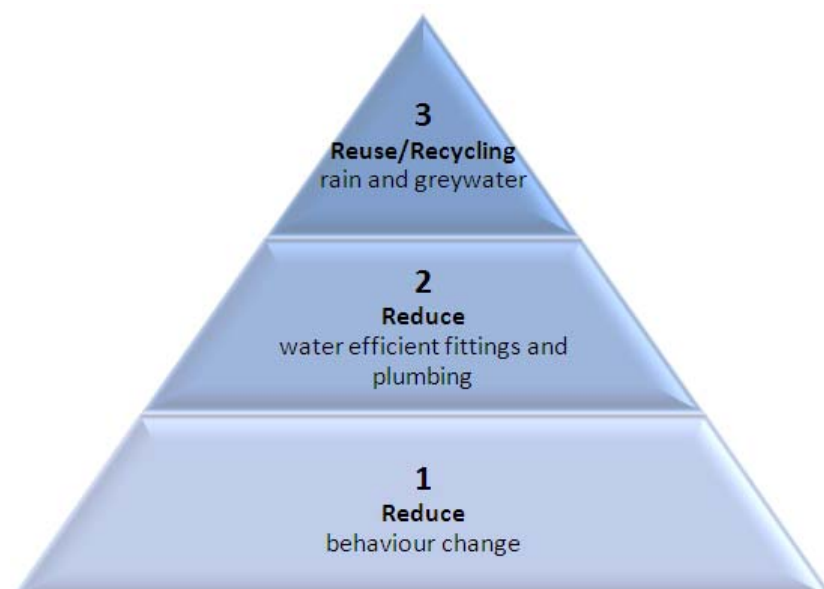 3
Reuse/Recycling
rain and greywater
2
Reduce
water efficient fittings and
plumbing
1
Reduce
behaviour change